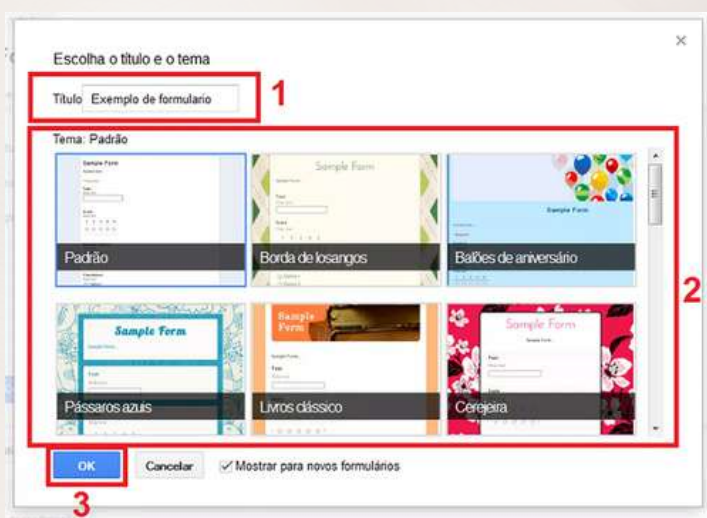 Escolha o título e o tema
Título Exemplo de formulario
1
Tema: Padrão
Sample Form
Padrão
Sample Form
Borda de losangos
Sample Form
Balões de aniversário
2
Sample Form
Pássaros azuis
Sample
Form
Livros clássico
Sample Form
Cerejeira
OK Cancelar Mostrar para novos formulários
3